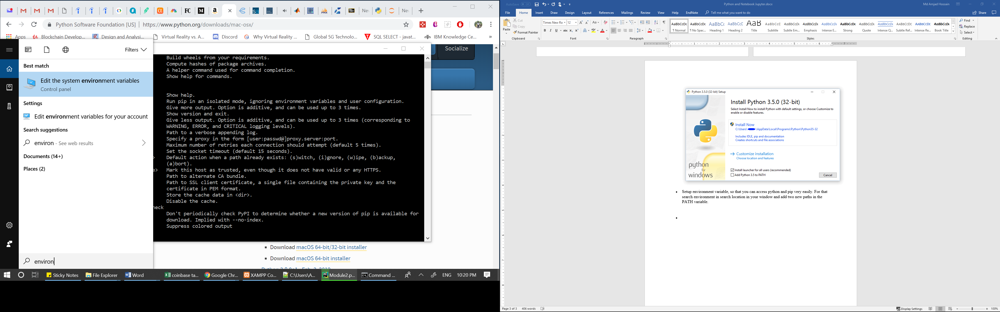 Python Software Foundation [US] | https://www.python.org/downloads/mac-osx/
Apps Blockchain Develop... Design and Analysi... Virtual Reality vs. A... Discord Why Virtual Reality ... Global 5G Technolo... SQL SELECT - javat... IBM Knowledge Ce... »
Filters
Best match
Edit the system environment variables
Control panel
Settings
Edit environment variables for your account
Search suggestions
environ - See web results
Documents (14+)
Places (2)
environ
Socialize
Build wheels from your requirements.
Compute hashes of package archives.
A helper command used for command completion.
Show help for commands.
Show help.
Run pip in an isolated mode, ignoring environment variables and user configuration.
Give more output. Option is additive, and can be used up to 3 times.
Show version and exit.
Give less output. Option is additive, and can be used up to 3 times (corresponding to
WARNING, ERROR, and CRITICAL logging levels).
Path to a verbose appending log.
Specify a proxy in the form [user:passwd@]proxy.server:port.
Maximum number of retries each connection should attempt (default 5 times).
Set the socket timeout (default 15 seconds).
> Default action when a path already exists: (s)witch, (i)gnore, (w)ipe, (b)ackup,
(a)bort).
e> Mark this host as trusted, even though it does not have valid or any HTTPS.
Path to alternate CA bundle.
Path to SSL client certificate, a single file containing the private key and the
certificate in PEM format.
Store the cache data in <dir>.
Disable the cache.
heck
Don't periodically check PyPI to determine whether a new version of pip is available for
download. Implied with --no-index.
Suppress colored output
Download macOS 64-bit/32-bit installer
Download macOS 64-bit installer
Sticky Notes File Explorer Word coinbase ta... Google Chr... XAMPP Co... C:\Users\A... Module2.p... Command ... ENG 10:20 PM
AutoSave Off Python and Notebook Jupyter.docx Md Amjad Hossain
File Home Insert Draw Design Layout References Mailings Review View Help EndNote Tell me what you want to do Share
Paste Cut Copy Format Painter
Times New Ro 12
Normal No Spac... Heading 1 Heading 2 Title Subtitle Subtle Em... Emphasis Intense E... Strong Quote Intense Q... Subtle Ref... Intense Re... Book Title
Find Replace Select
Clipboard Font Paragraph Styles Editing
Python 3.5.0 (32-bit) Setup
Install Python 3.5.0 (32-bit)
Select Install Now to install Python with default settings, or choose Customize to
enable or disable features.
Install Now
C:\Users\ \AppData\Local\Programs\Python\Python35-32
Includes IDLE, pip and documentation
Creates shortcuts and file associations
Customize installation
Choose location and features
Install launcher for all users (recommended)
Add Python 3.5 to PATH
Cancel
python
for
windows
• Setup environment variable, so that you can access python and pip very easily. For that
search environment in search location in your window and add two new paths in the
PATH variable.
•
Page 3 of 3 406 words Display Settings 100%